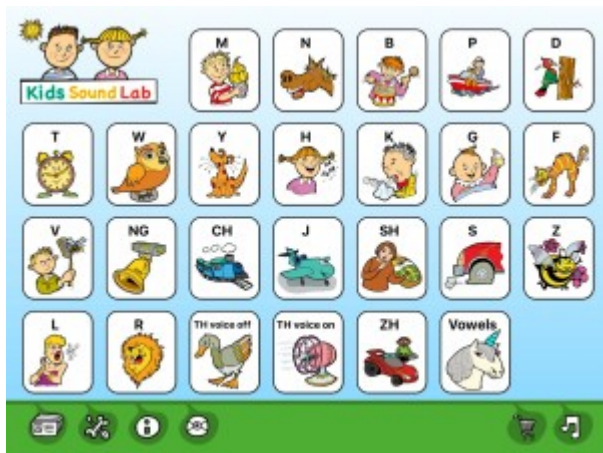 Kids Sound Lab
M N B P D
T W Y H K G F
V NG CH J SH S Z
L R TH voice off TH voice on ZH Vowels